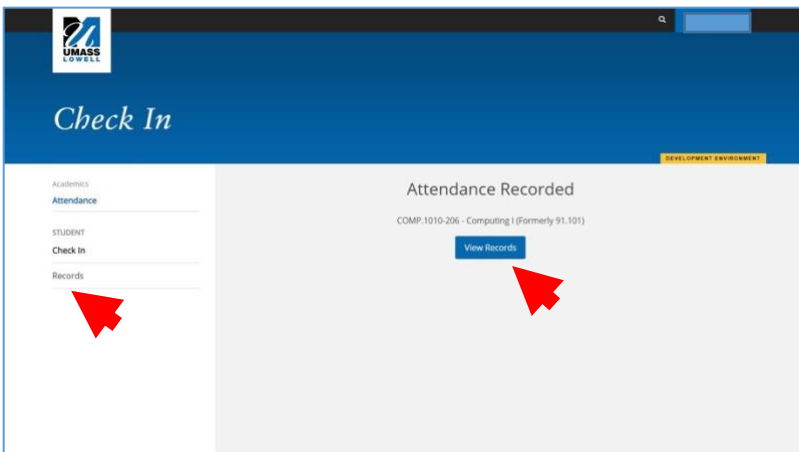 UMASS
LOWELL
Check In
DEVELOPMENT ENVIRONMENT
Academics
Attendance
STUDENT
Check In
Records
Attendance Recorded
COMP.1010-206 - Computing I (Formerly 91.101)
View Records